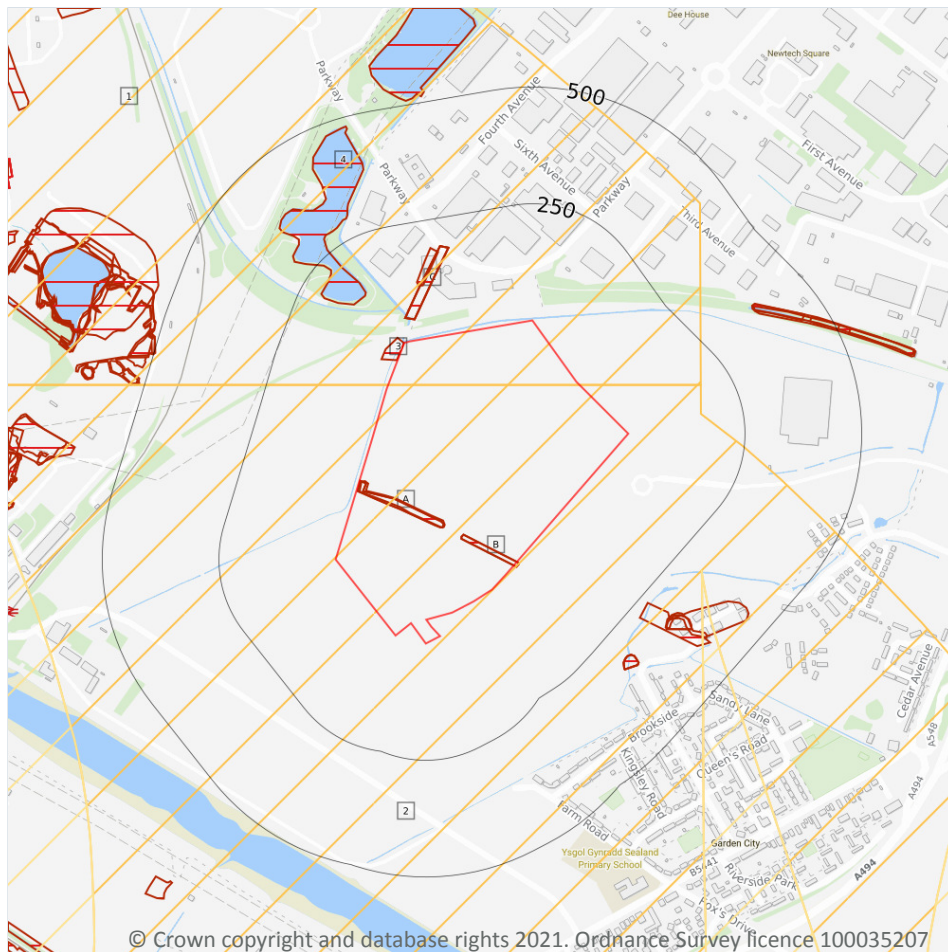 Dee House
Newtech Square
1
Parkway
500
Fourth Avenue
First Avenue
4
Sixth Avenue
Parkway
250
Parkway
Third Avenue
C
3
A
B
Cedar Avenue
Sandy Lane
Brookside
A548
Queen's Road
Kingsley Road
A494
2
Farm Road
Garden City
Ysgol Gynradd Sealand
Primary School
B5441
Riverside Park
A494
Fox's Drive
© Crown copyright and database rights 2021. Ordnance Survey licence 100035207